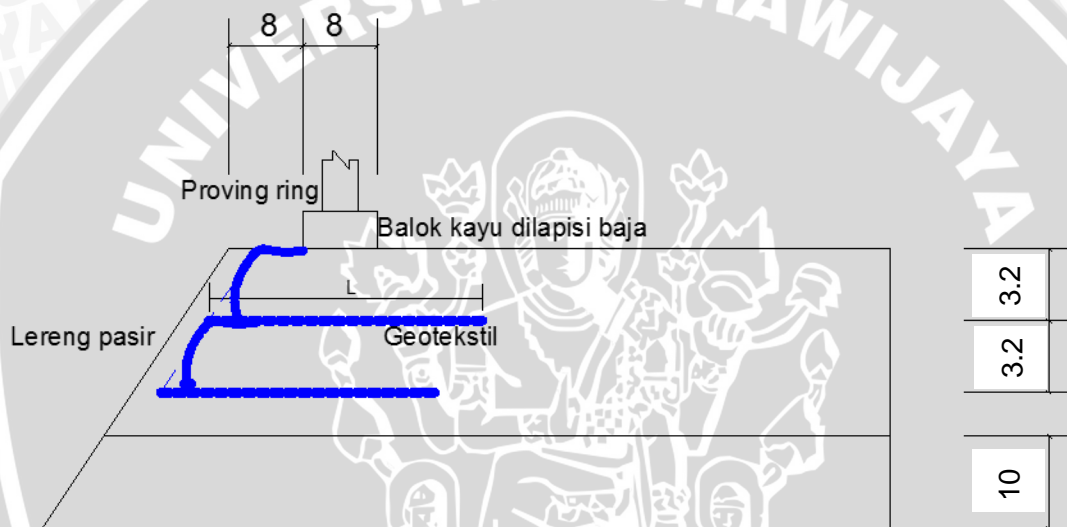 8 8
Proving ring
Balok kayu dilapisi baja
L
Lereng pasir
Geotekstil
3.2
3.2
10
UNIVERSITAS BRAWIJAYA